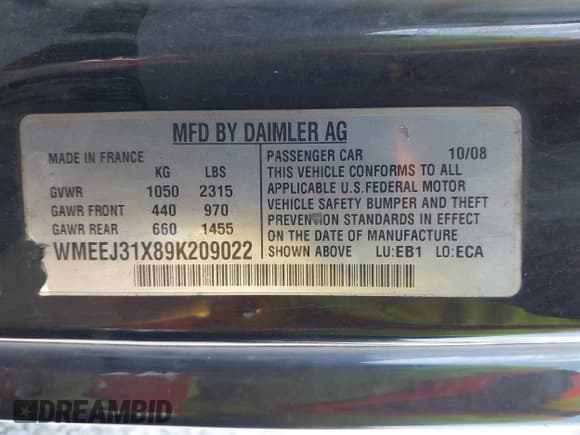 MFD BY DAIMLER AG
MADE IN FRANCE
KG LBS
GVWR 1050 2315
GAWR FRONT 440 970
GAWR REAR 660 1455
WMEEJ31X89K209022
PASSENGER CAR 10/08
THIS VEHICLE CONFORMS TO ALL
APPLICABLE U.S.FEDERAL MOTOR
VEHICLE SAFETY BUMPER AND THEFT
PREVENTION STANDARDS IN EFFECT
ON THE DATE OF MANUFACTURE
SHOWN ABOVE LU:EB1 LO:ECA
DREAMBID